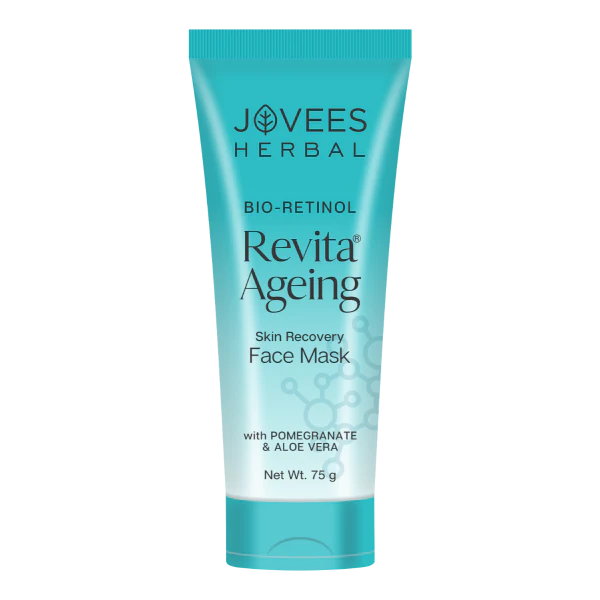 JOVEES
HERBAL
BIO-RETINOL
Revita®
Ageing
Skin Recovery
Face Mask
with POMEGRANATE
& ALOE VERA
Net Wt. 75 g